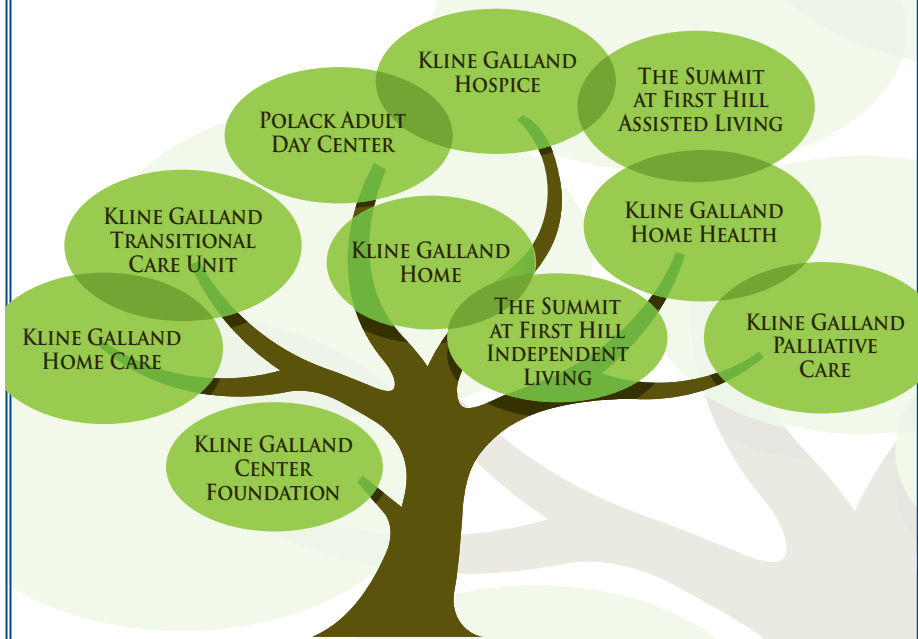 Kline Galland
Hospice
The Summit
at First Hill
Assisted Living
Polack Adult
Day Center
Kline Galland
Transitional
Care Unit
Kline Galland
Home
Kline Galland
Home Health
The Summit
at First Hill
Independent
Living
Kline Galland
Home Care
Kline Galland
Palliative
Care
Kline Galland
Center
Foundation